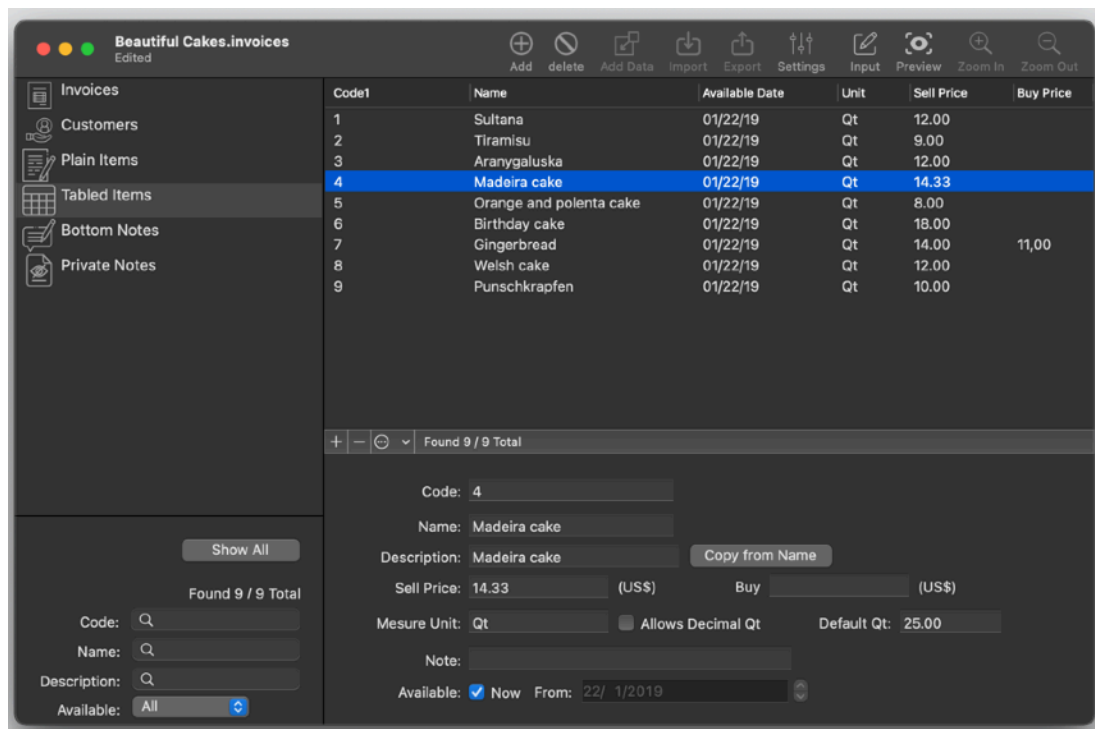 Beautiful Cakes.invoices
Edited
Add delete Add Data Import Export Settings Input Preview Zoom In Zoom Out
Invoices
Customers
Plain Items
Tabled Items
Bottom Notes
Private Notes
Code1 Name Available Date Unit Sell Price Buy Price
1 Sultana 01/22/19 Qt 12.00
2 Tiramisu 01/22/19 Qt 9.00
3 Aranygaluska 01/22/19 Qt 12.00
4 Madeira cake 01/22/19 Qt 14.33
5 Orange and polenta cake 01/22/19 Qt 8.00
6 Birthday cake 01/22/19 Qt 18.00
7 Gingerbread 01/22/19 Qt 14.00 11,00
8 Welsh cake 01/22/19 Qt 12.00
9 Punschkrapfen 01/22/19 Qt 10.00
Found 9 / 9 Total
Code: 4
Name: Madeira cake
Description: Madeira cake Copy from Name
Sell Price: 14.33 (US$) Buy (US$)
Mesure Unit: Qt Allows Decimal Qt Default Qt: 25.00
Note:
Available: Now From: 22/ 1/2019
Show All
Found 9 / 9 Total
Code:
Name:
Description:
Available: All